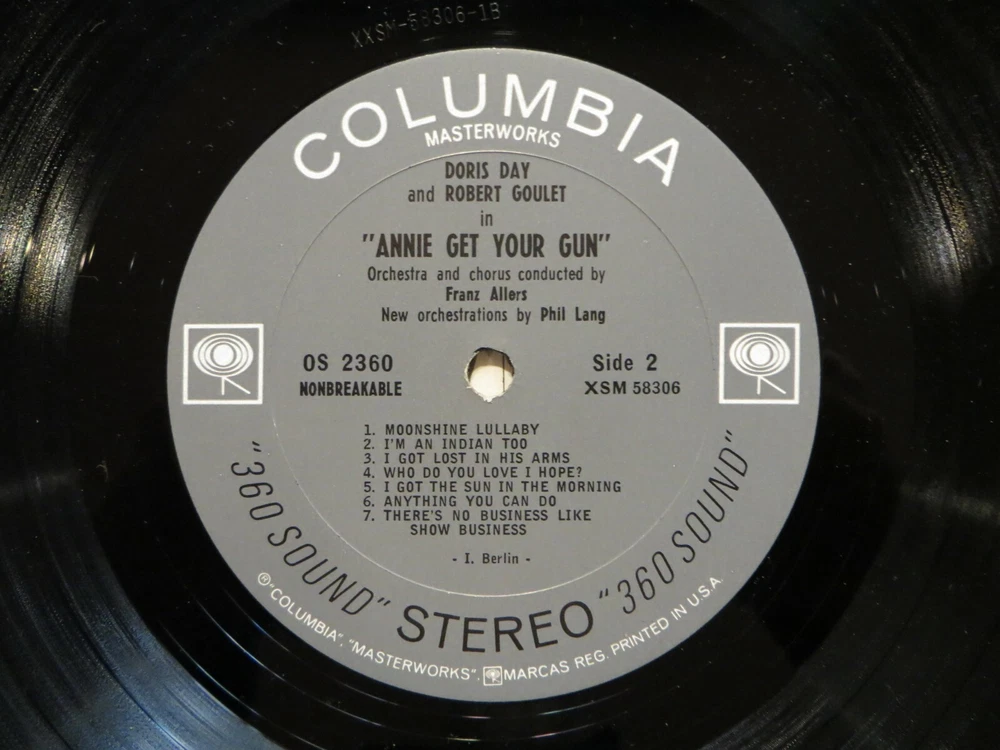 XXSM-58306-1B
COLUMBIA
MASTERWORKS
DORIS DAY
and ROBERT GOULET
in
"ANNIE GET YOUR GUN"
Orchestra and chorus conducted by
Franz Allers
New orchestrations by Phil Lang
OS 2360
NONBREAKABLE
Side 2
XSM 58306
1. MOONSHINE LULLABY
2. I'M AN INDIAN TOO
3. I GOT LOST IN HIS ARMS
4. WHO DO YOU LOVE I HOPE?
5. I GOT THE SUN IN THE MORNING
6. ANYTHING YOU CAN DO
7. THERE'S NO BUSINESS LIKE
SHOW BUSINESS
- I. Berlin -
"360 SOUND" STEREO "360 SOUND"
® "COLUMBIA", "MASTERWORKS", MARCAS REG. PRINTED IN U.S.A.